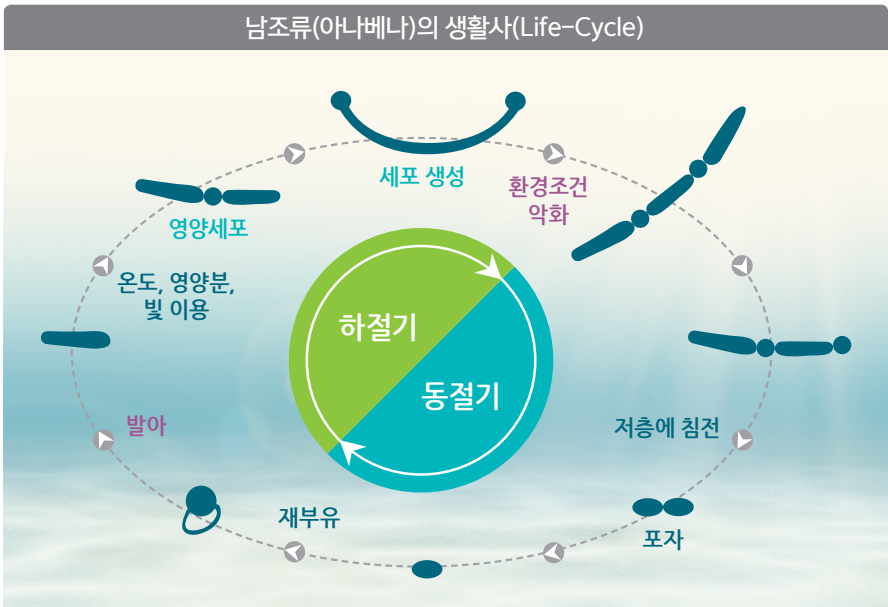 남조류(아나베나)의 생활사(Life-Cycle)
세포 생성
환경조건
악화
영양세포
온도, 영양분,
빛 이용
하절기
동절기
발아
저층에 침전
재부유
포자